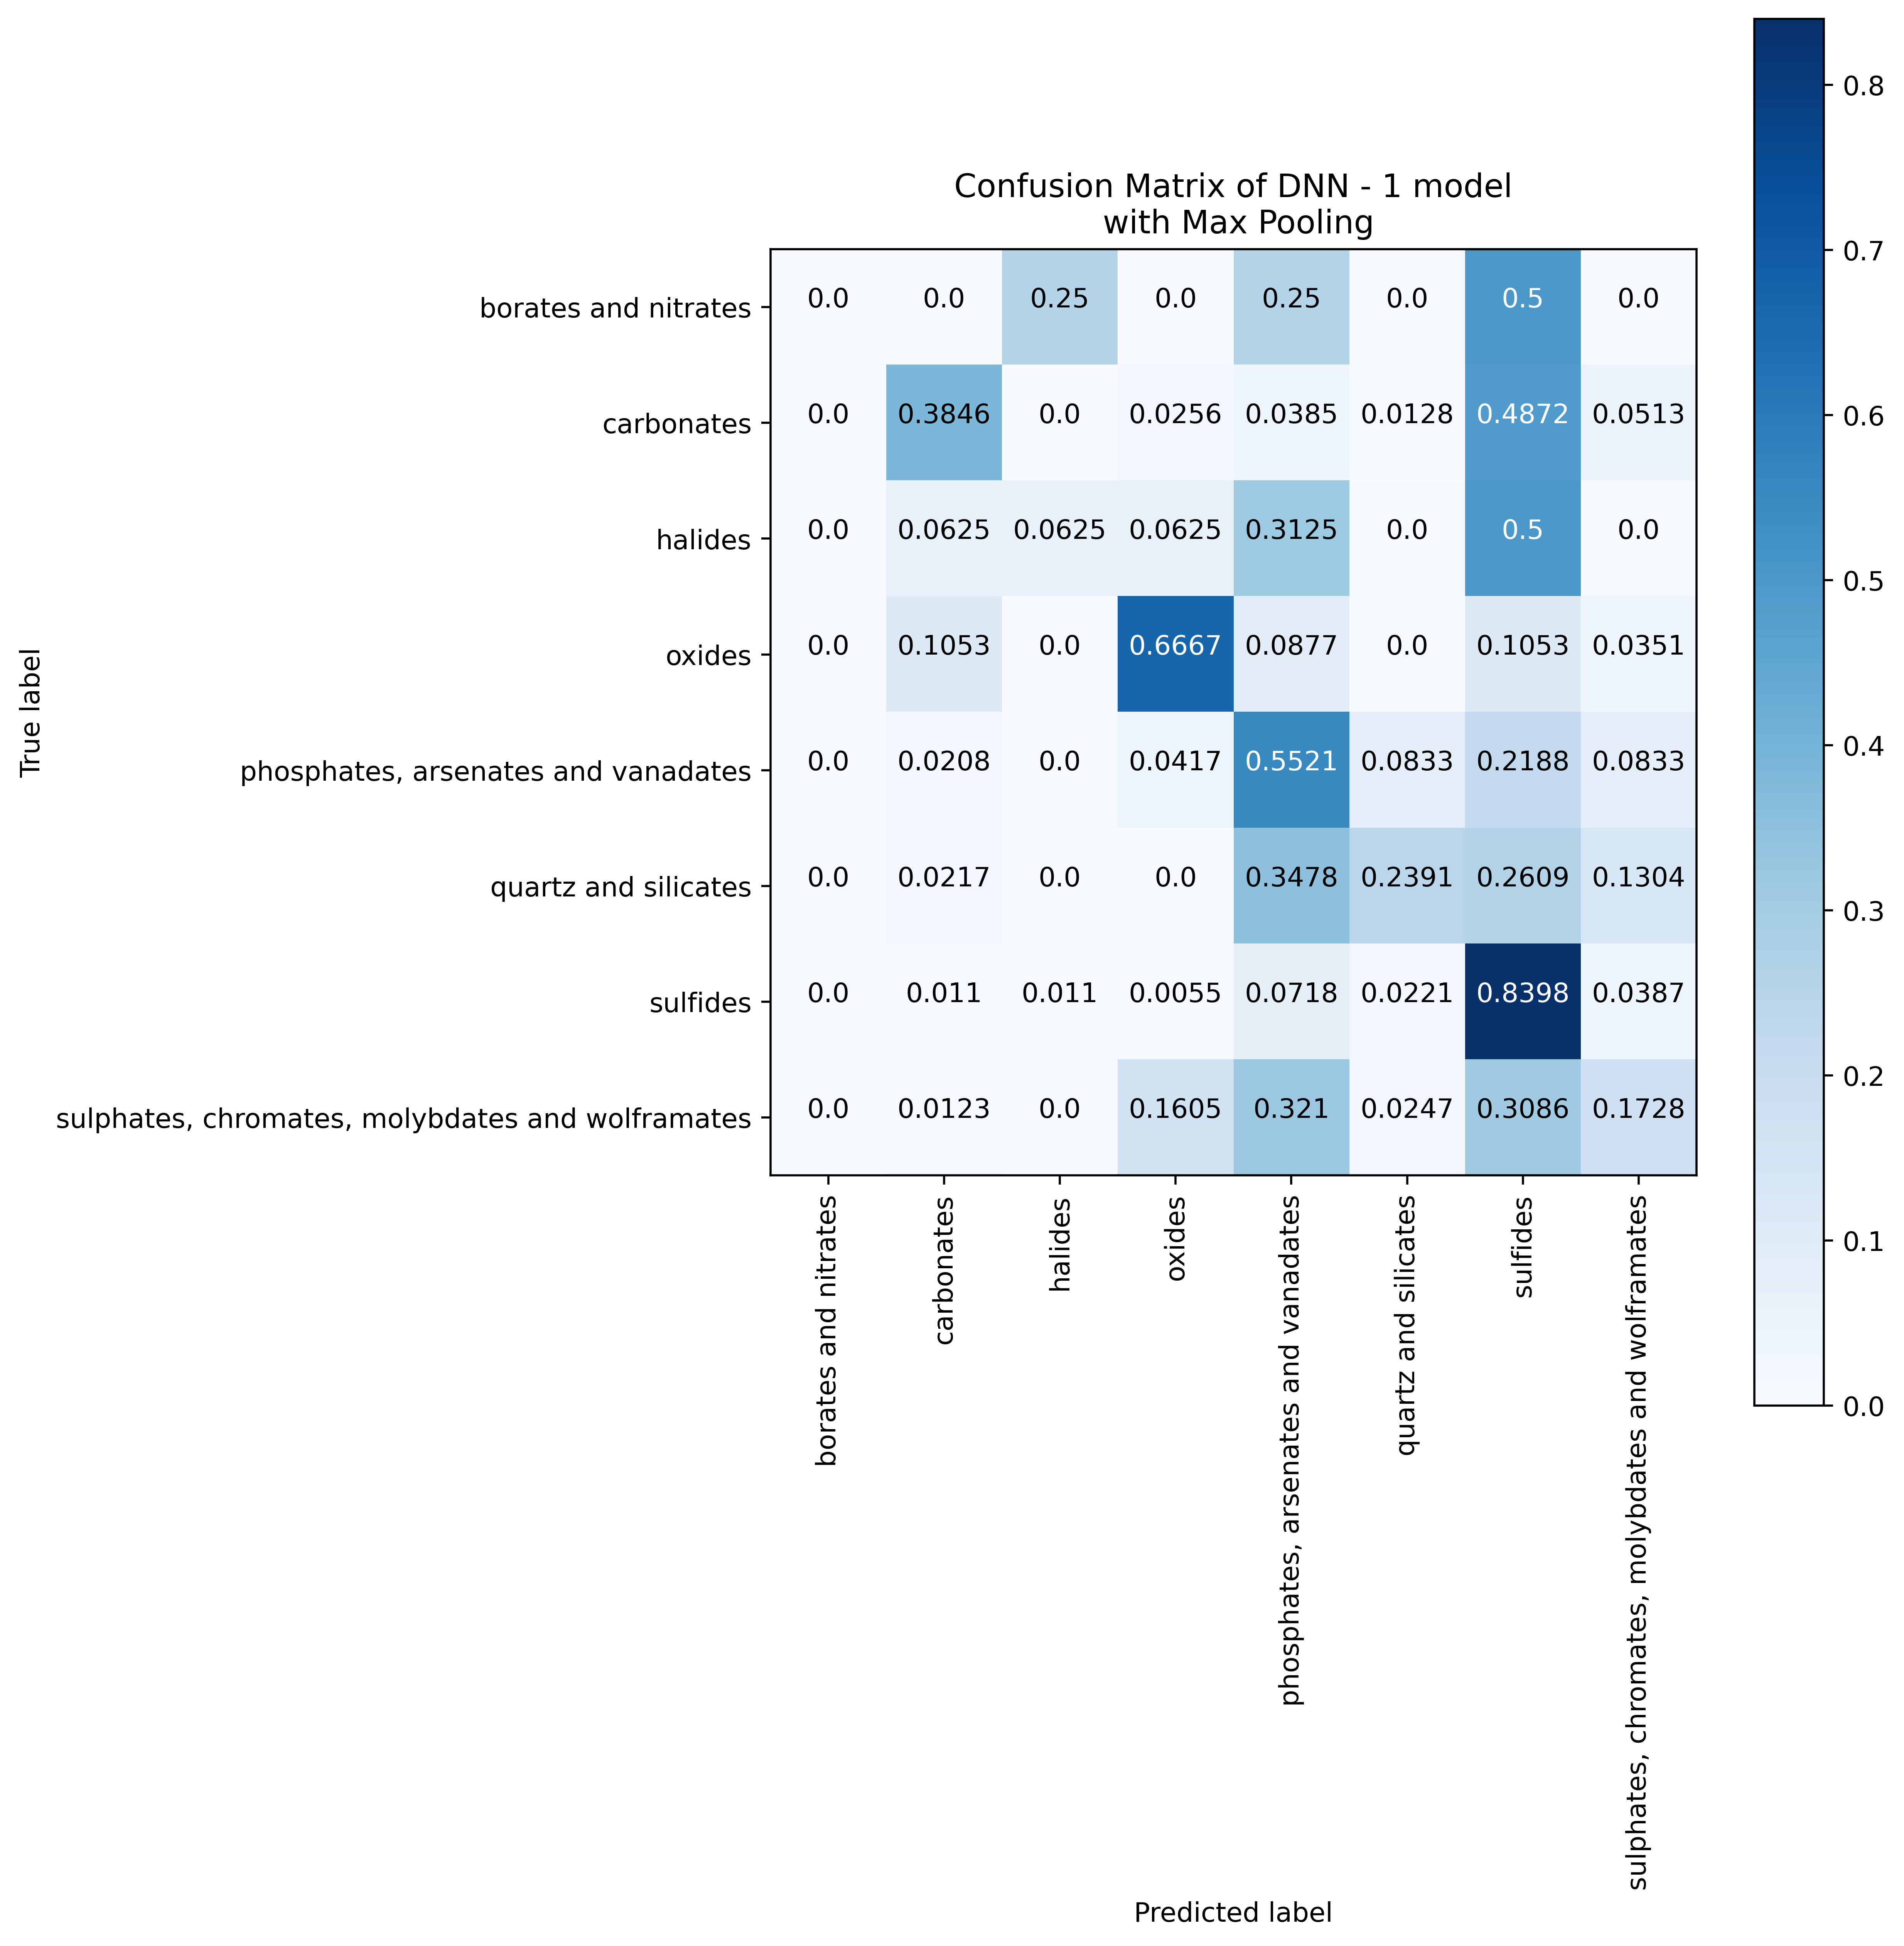 Confusion Matrix of DNN - 1 model
with Max Pooling
True label
borates and nitrates
0.0 0.0 0.25 0.0 0.25 0.0 0.5 0.0
carbonates
0.0 0.3846 0.0 0.0256 0.0385 0.0128 0.4872 0.0513
halides
0.0 0.0625 0.0625 0.0625 0.3125 0.0 0.5 0.0
oxides
0.0 0.1053 0.0 0.6667 0.0877 0.0 0.1053 0.0351
phosphates, arsenates and vanadates
0.0 0.0208 0.0 0.0417 0.5521 0.0833 0.2188 0.0833
quartz and silicates
0.0 0.0217 0.0 0.0 0.3478 0.2391 0.2609 0.1304
sulfides
0.0 0.011 0.011 0.0055 0.0718 0.0221 0.8398 0.0387
sulphates, chromates, molybdates and wolframates
0.0 0.0123 0.0 0.1605 0.321 0.0247 0.3086 0.1728
borates and nitrates
carbonates
halides
oxides
phosphates, arsenates and vanadates
quartz and silicates
sulfides
sulphates, chromates, molybdates and wolframates
Predicted label
0.8
0.7
0.6
0.5
0.4
0.3
0.2
0.1
0.0